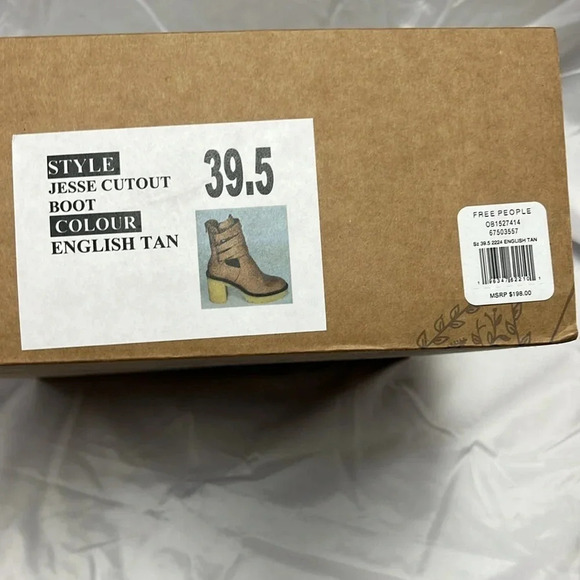 STYLE
JESSE CUTOUT
BOOT
COLOUR
ENGLISH TAN
39.5
FREE PEOPLE
OB1527414
67503557
Sz 39.5 2224 ENGLISH TAN
MSRP $198.00